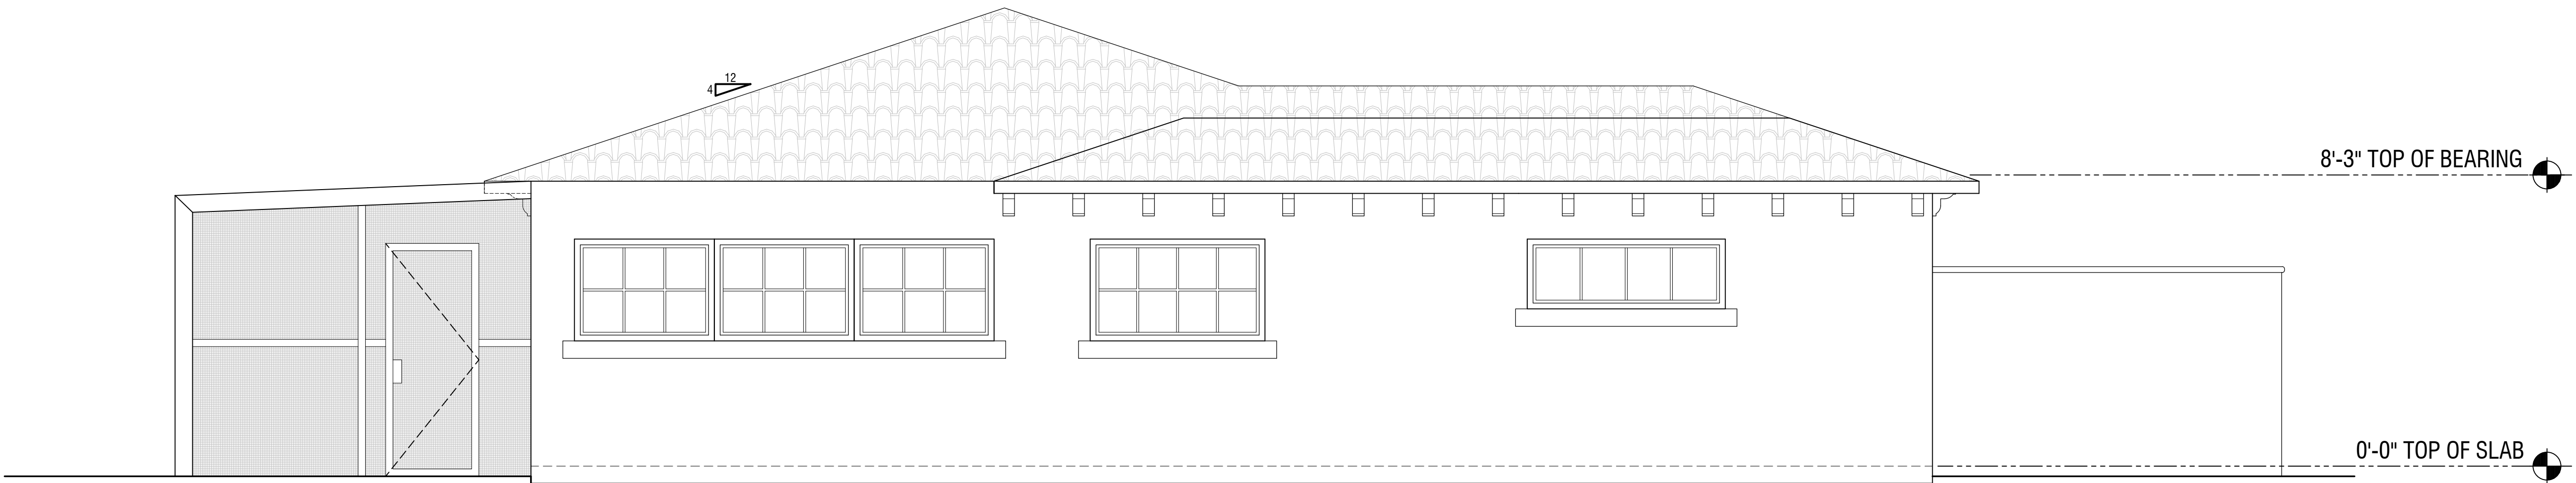 12
4
8'-3" TOP OF BEARING
0'-0" TOP OF SLAB